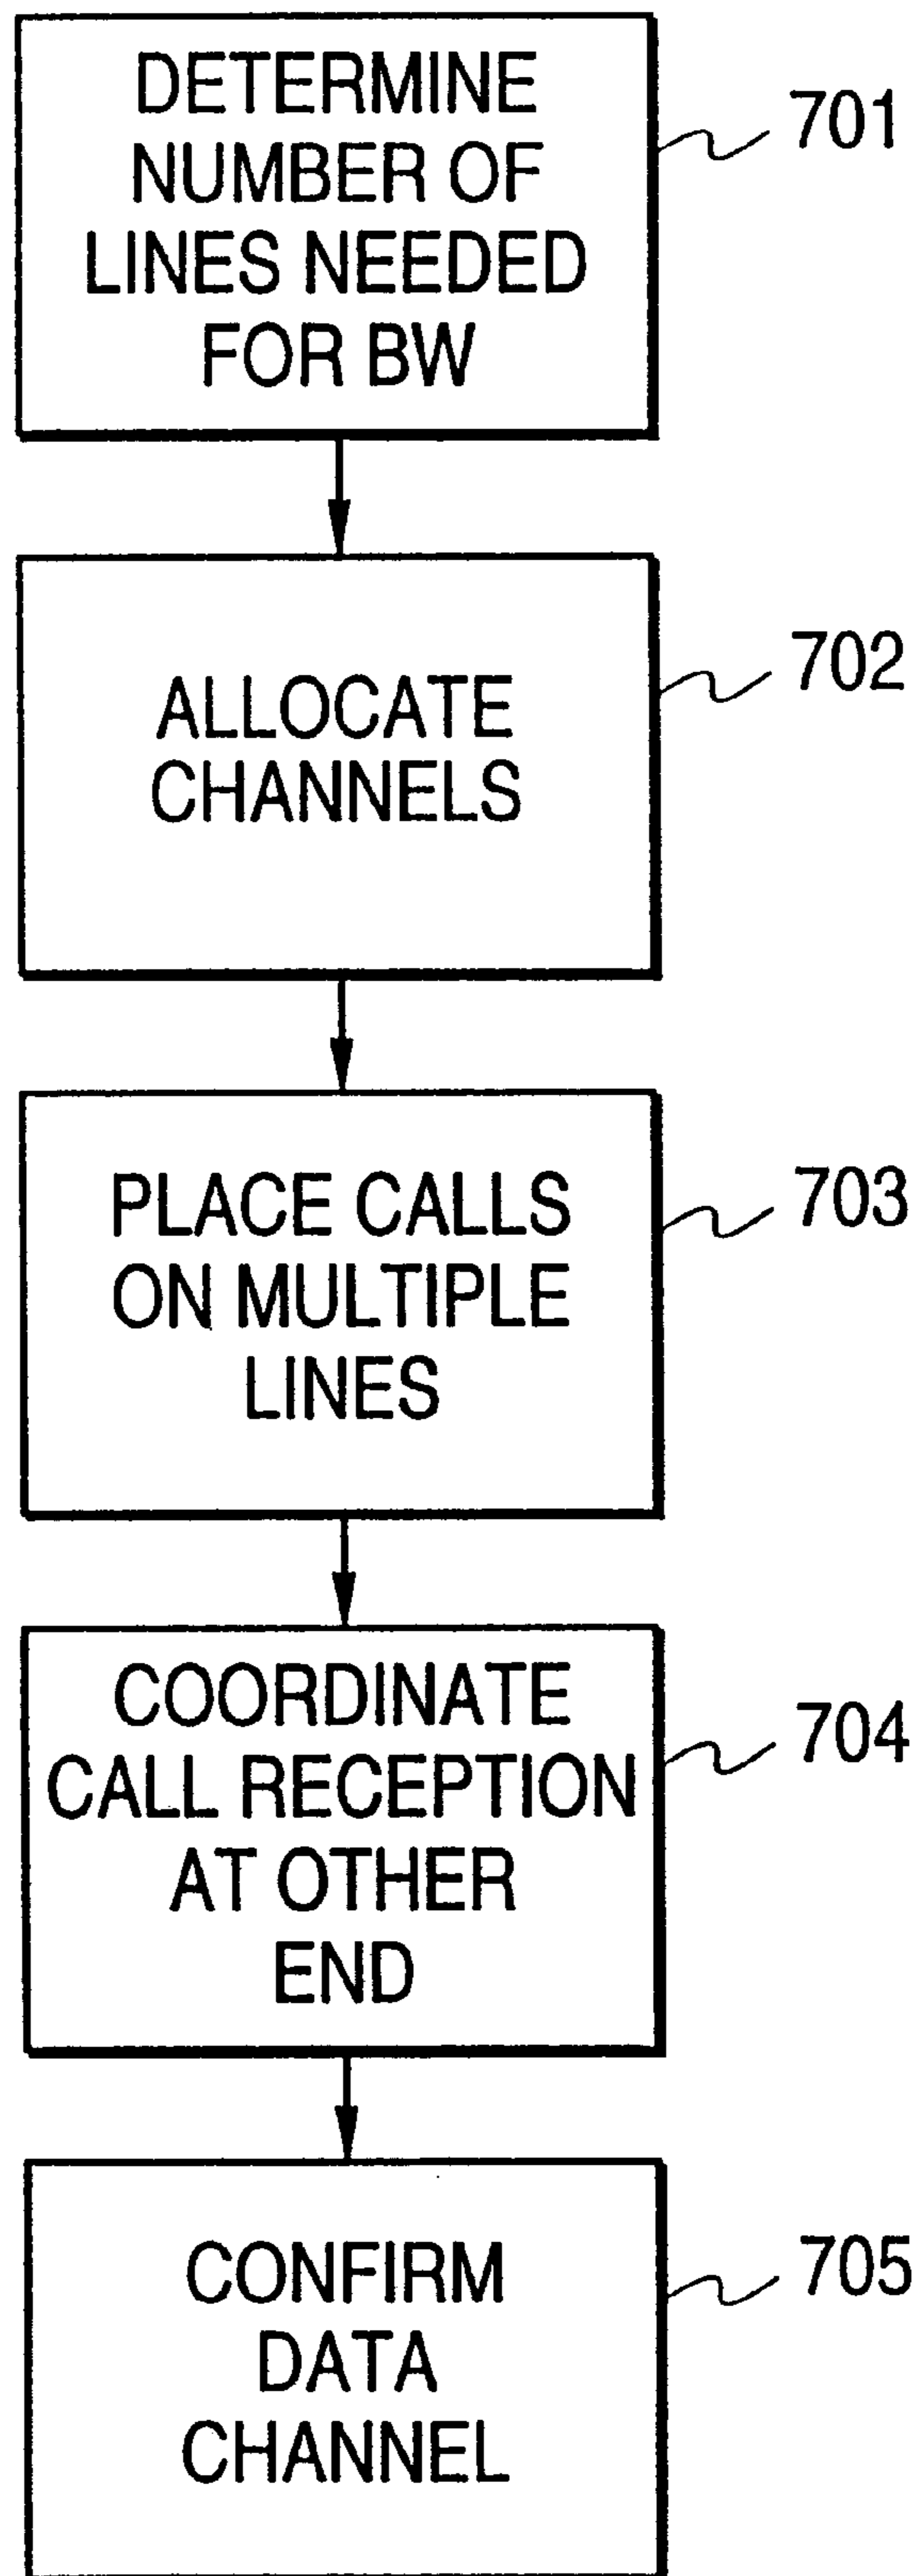 DETERMINE
NUMBER OF
LINES NEEDED
FOR BW
701
ALLOCATE
CHANNELS
702
PLACE CALLS
ON MULTIPLE
LINES
703
COORDINATE
CALL RECEPTION
AT OTHER
END
704
CONFIRM
DATA
CHANNEL
705